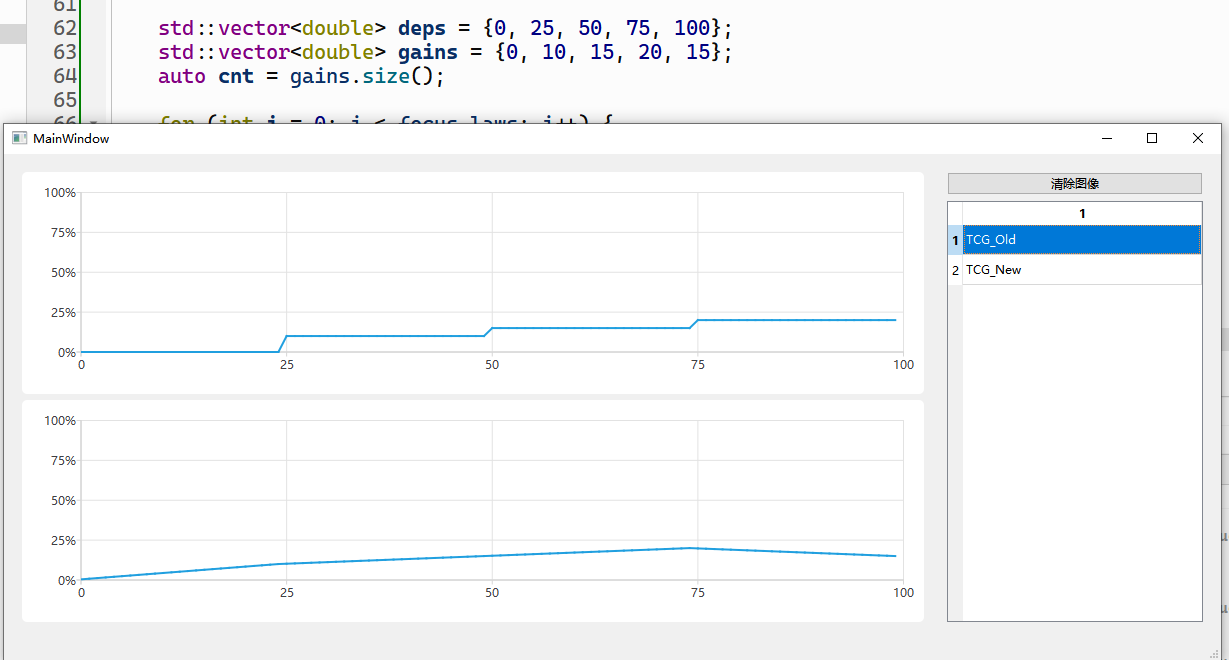 61
62 std::vector<double> deps = {0, 25, 50, 75, 100};
63 std::vector<double> gains = {0, 10, 15, 20, 15};
64 auto cnt = gains.size();
65
66 for (int i = 0; i < focus_laws; i++) {
MainWindow
100%
75%
50%
25%
0%
0 25 50 75 100
100%
75%
50%
25%
0%
0 25 50 75 100
清除图像
1
1 TCG_Old
2 TCG_New